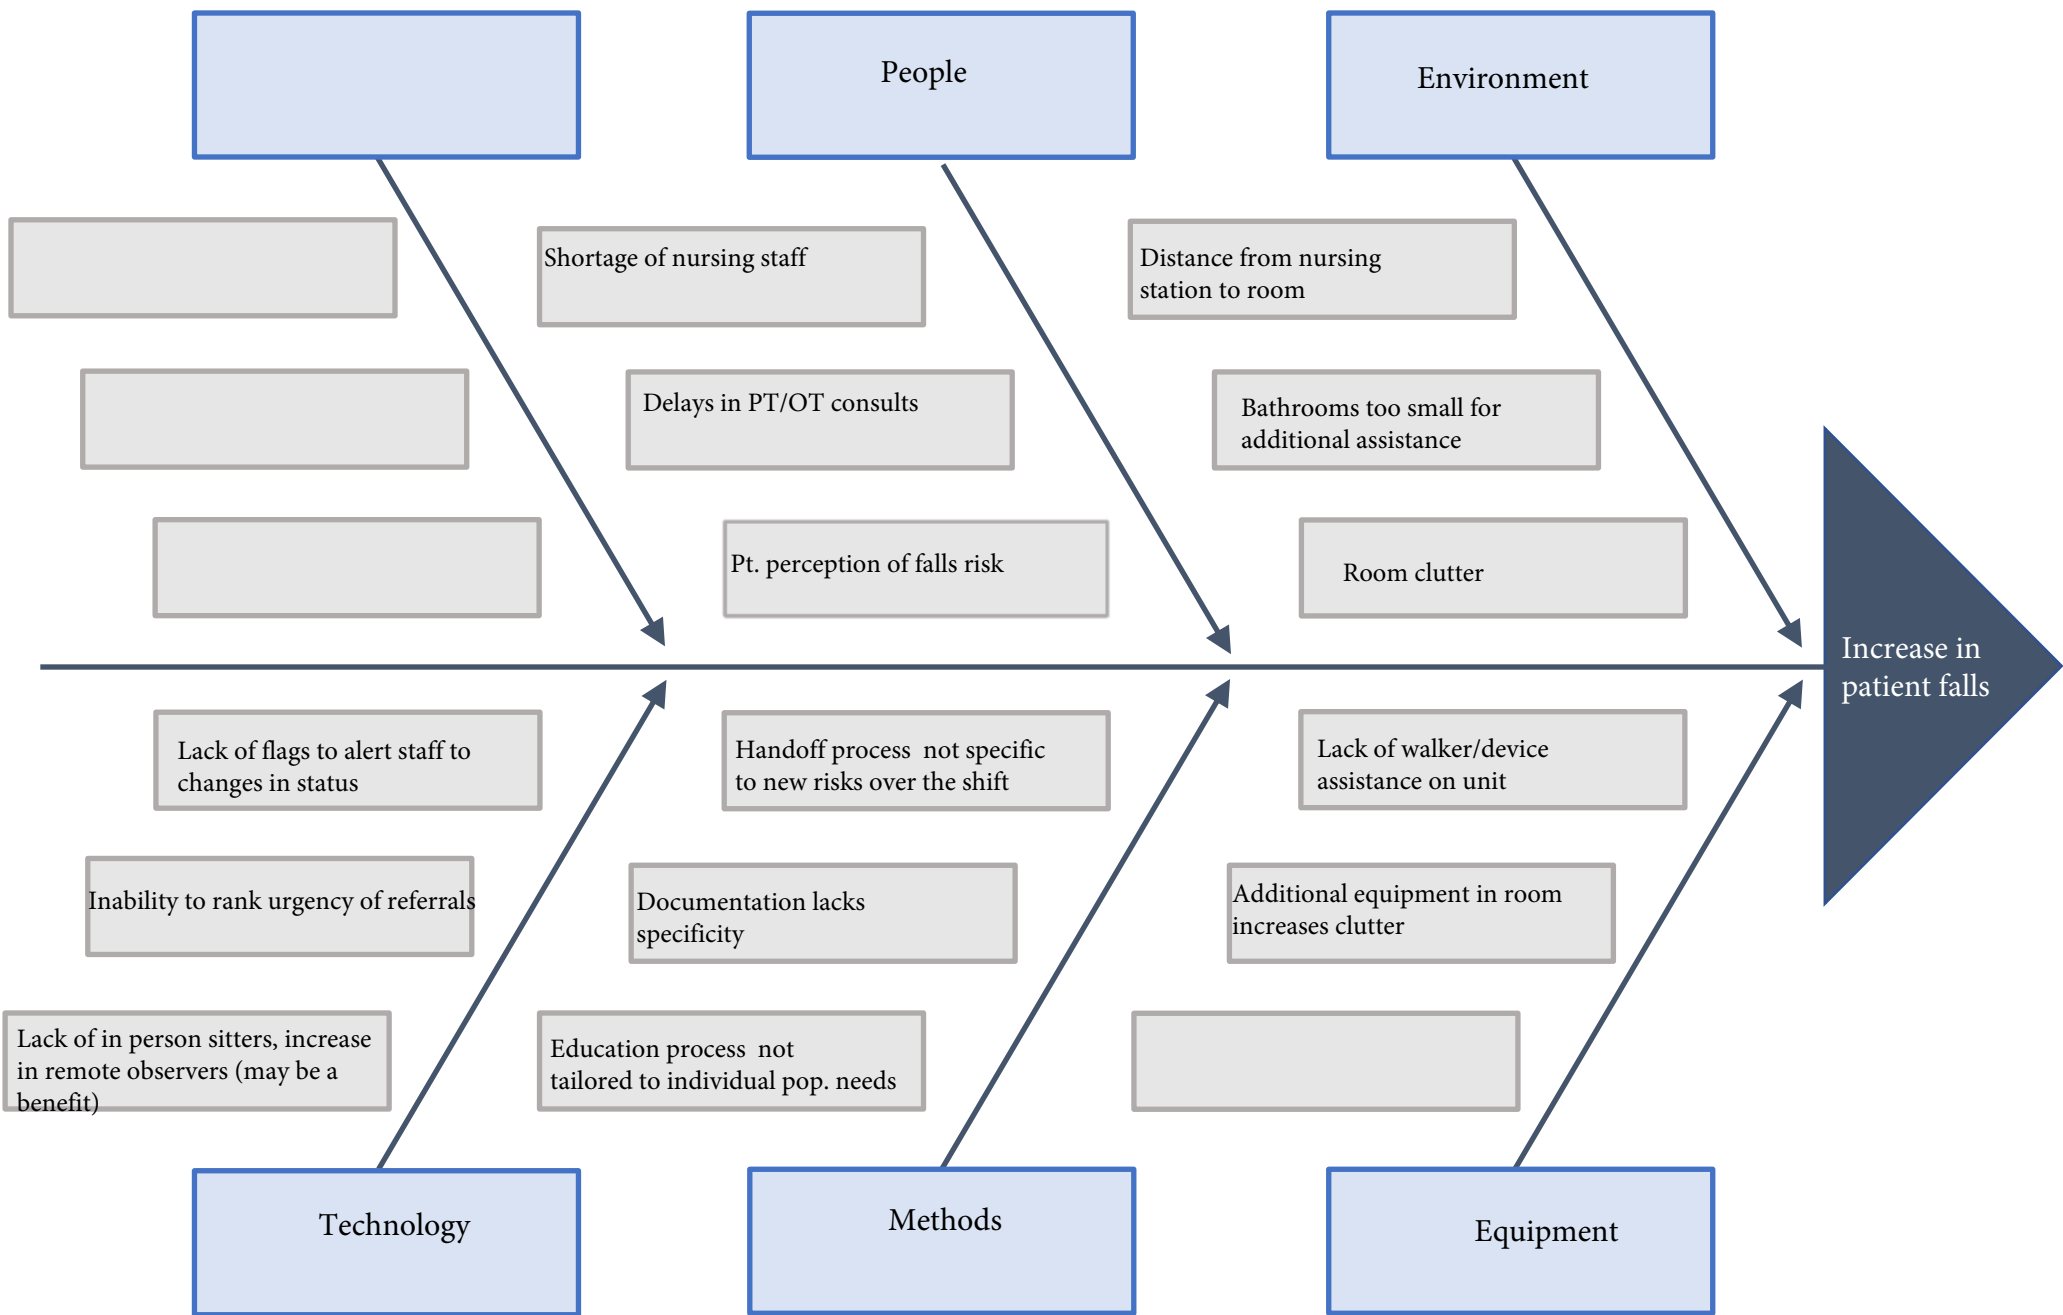 People
Environment
Shortage of nursing staff
Distance from nursing
station to room
Delays in PT/OT consults
Bathrooms too small for
additional assistance
Pt. perception of falls risk
Room clutter
Increase in
patient falls
Lack of flags to alert staff to
changes in status
Handoff process  not specific
to new risks over the shift
Lack of walker/device
assistance on unit
Inability to rank urgency of referrals
Documentation lacks
specificity
Additional equipment in room
increases clutter
Lack of in person sitters, increase
in remote observers (may be a
benefit)
Education process  not
tailored to individual pop. needs
Technology
Methods
Equipment